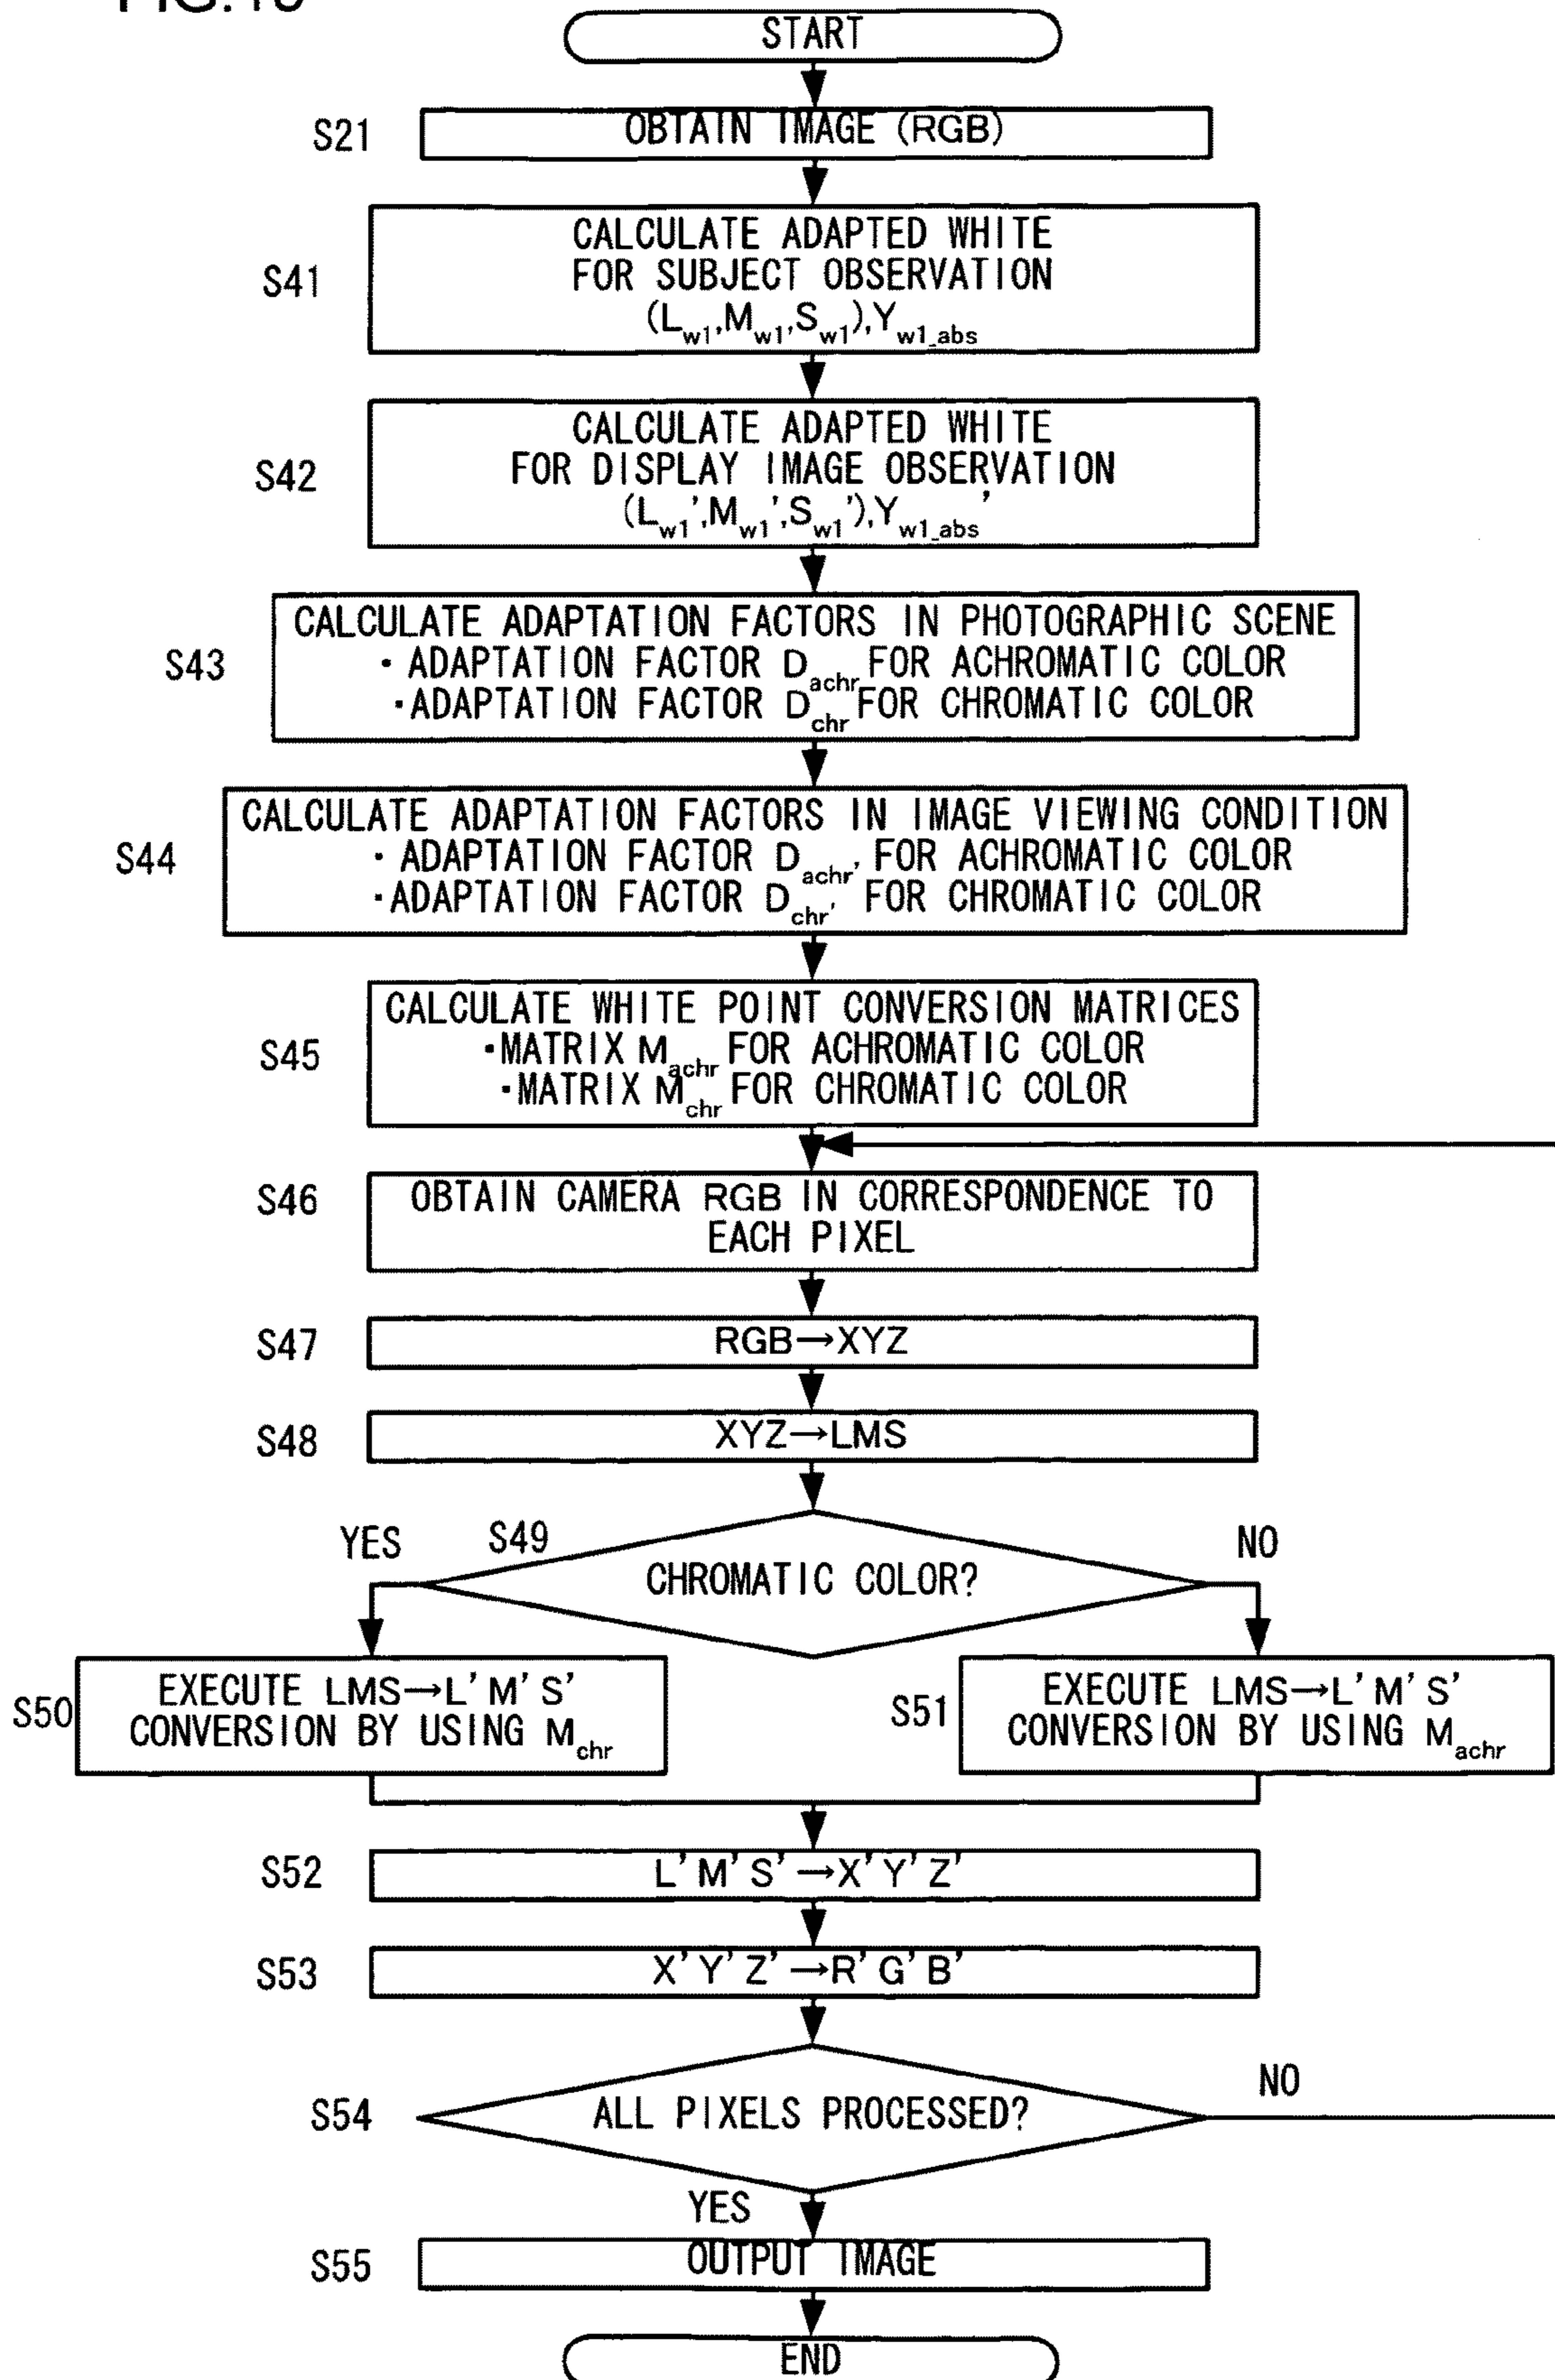 START
S21
OBTAIN IMAGE (RGB)
S41
CALCULATE ADAPTED WHITE
FOR SUBJECT OBSERVATION
(Lw1,Mw1,Sw1),Yw1_abs
S42
CALCULATE ADAPTED WHITE
FOR DISPLAY IMAGE OBSERVATION
(Lw1',Mw1',Sw1'),Yw1_abs'
S43
CALCULATE ADAPTATION FACTORS IN PHOTOGRAPHIC SCENE
・ADAPTATION FACTOR Dachr FOR ACHROMATIC COLOR
・ADAPTATION FACTOR Dchr FOR CHROMATIC COLOR
S44
CALCULATE ADAPTATION FACTORS IN IMAGE VIEWING CONDITION
・ADAPTATION FACTOR Dachr' FOR ACHROMATIC COLOR
・ADAPTATION FACTOR Dchr' FOR CHROMATIC COLOR
S45
CALCULATE WHITE POINT CONVERSION MATRICES
・MATRIX Machr FOR ACHROMATIC COLOR
・MATRIX Mchr FOR CHROMATIC COLOR
S46
OBTAIN CAMERA RGB IN CORRESPONDENCE TO
EACH PIXEL
S47
RGB→XYZ
S48
XYZ→LMS
YES
S49
NO
CHROMATIC COLOR?
S50
EXECUTE LMS→L'M'S'
CONVERSION BY USING Mchr
S51
EXECUTE LMS→L'M'S'
CONVERSION BY USING Machr
S52
L'M'S'→X'Y'Z'
S53
X'Y'Z'→R'G'B'
S54
ALL PIXELS PROCESSED?
NO
YES
S55
OUTPUT IMAGE
END